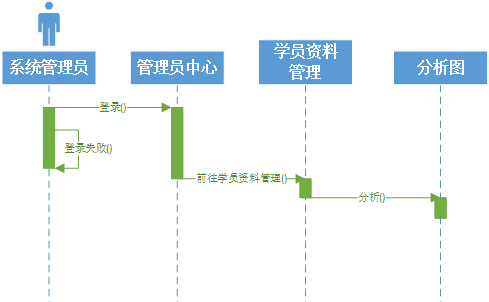 系统管理员
管理员中心
学员资料
管理
分析图
登录()
登录失败()
前往学员资料管理()
分析()